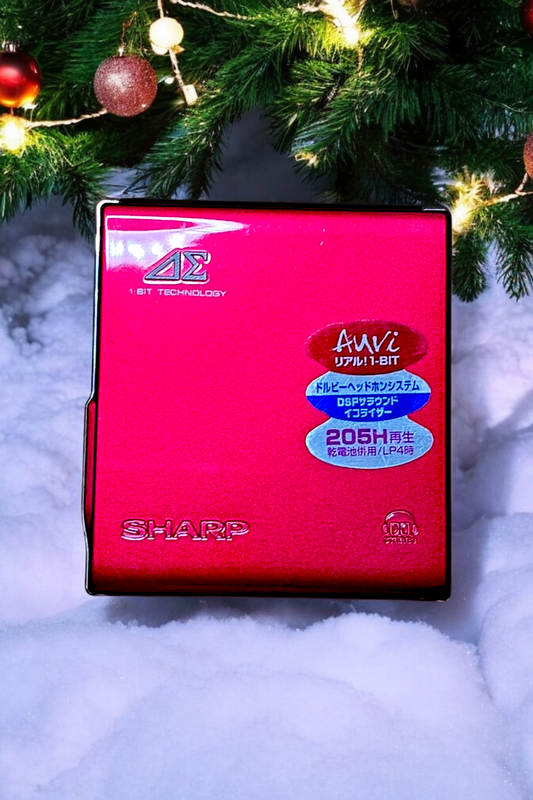 ΔΣ
1-BIT TECHNOLOGY
Auvi
リアル!1-BIT
ドルビーヘッドホンシステム
DSPサラウンド
イコライザー
205H再生
乾電池併用/LP4時
SHARP